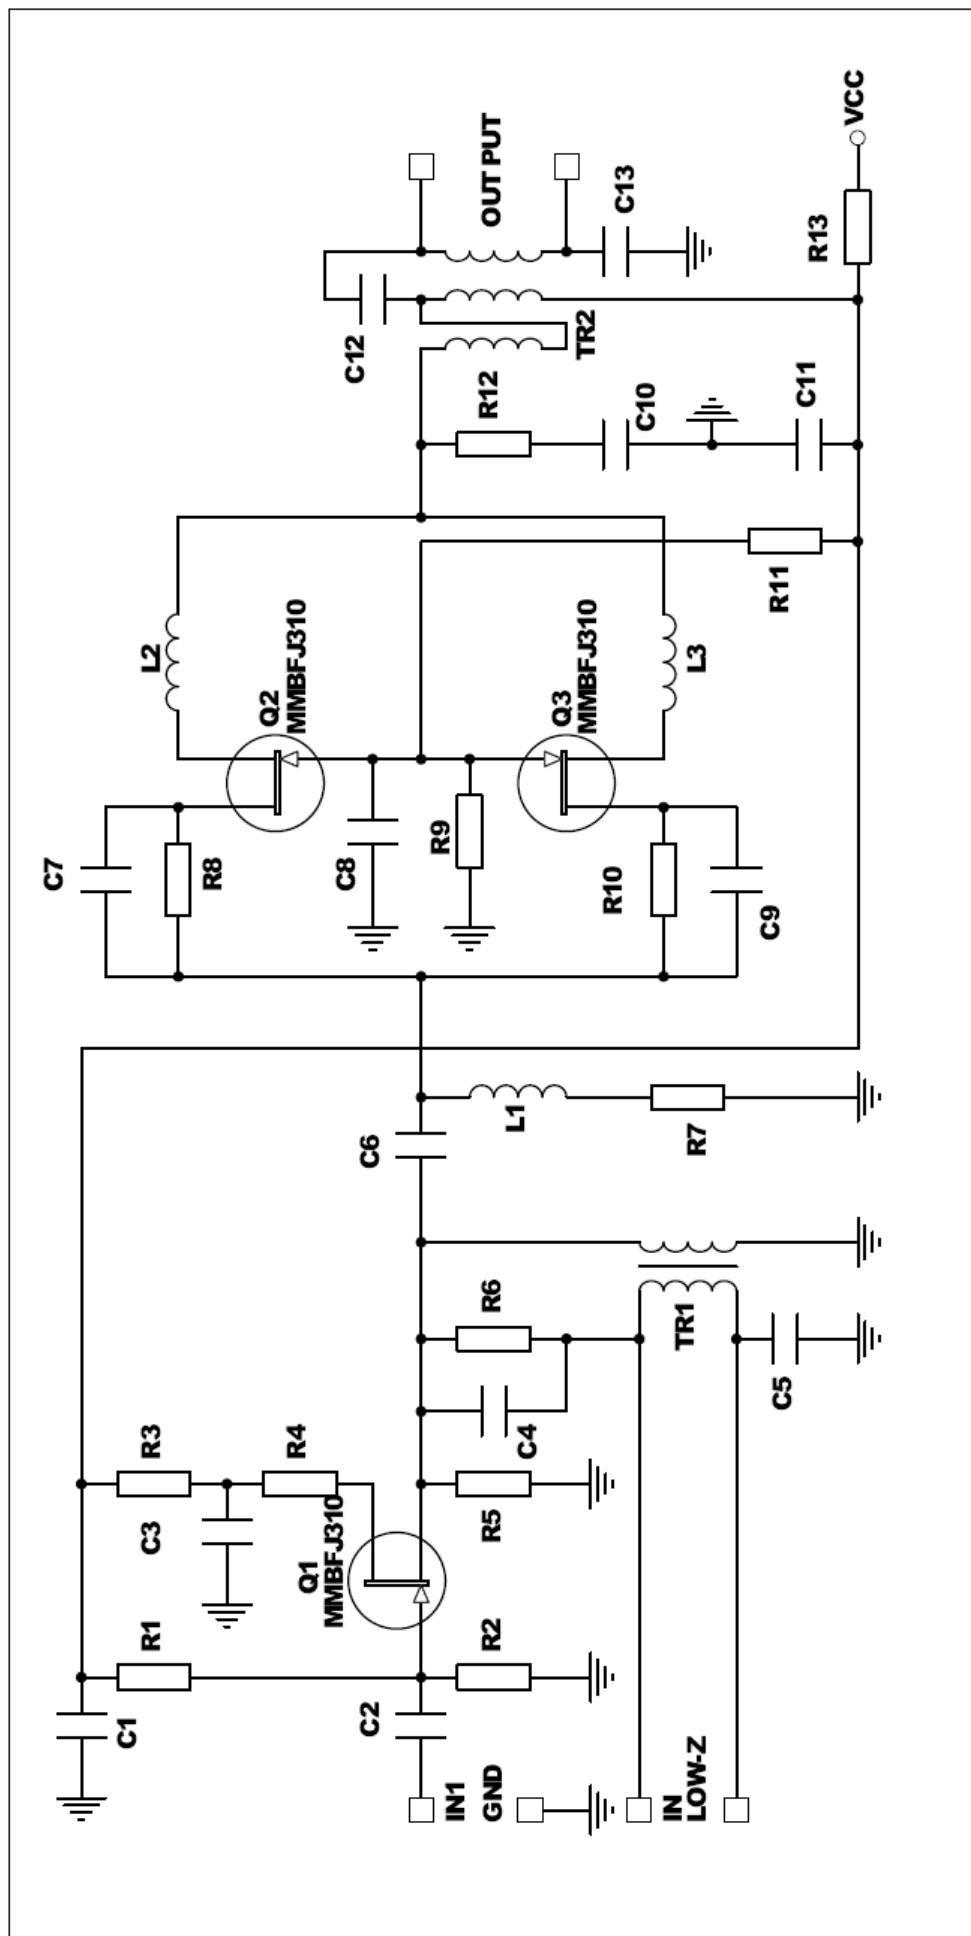 C1
R1
C3
R3
C2
Q1
MMBFJ310
R4
R2
R5
C4
R6
IN1
GND
IN
LOW-Z
TR1
C5
C6
L1
R7
C7
R8
C8
R9
R10
C9
L2
Q2
MMBFJ310
Q3
MMBFJ310
L3
R11
R12
C10
C11
C12
TR2
OUT PUT
C13
R13
VCC